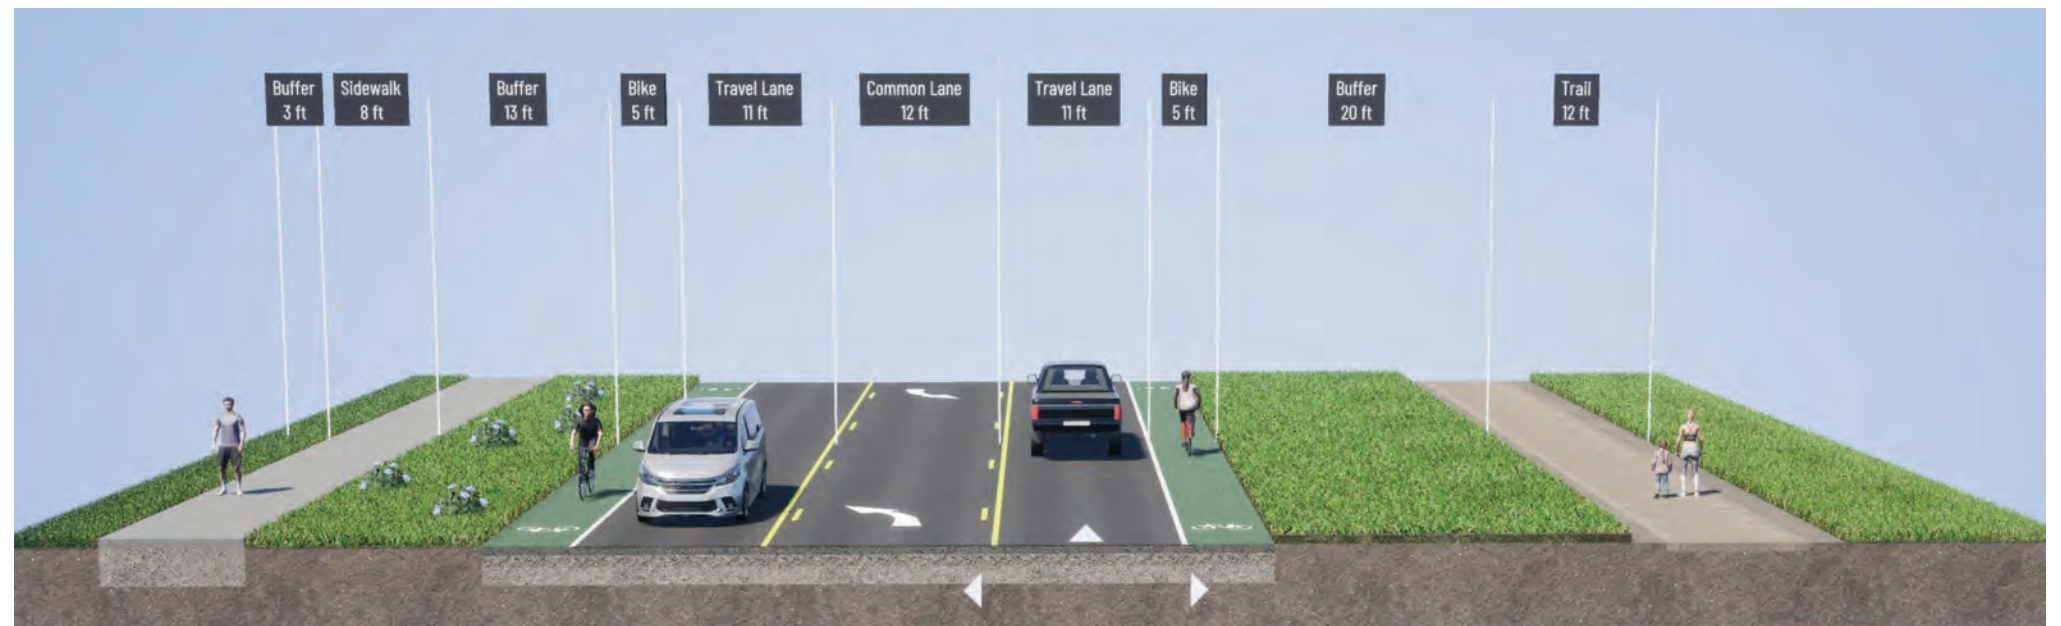 Buffer
3 ft
Sidewalk
8 ft
Buffer
13 ft
Bike
5 ft
Travel Lane
11 ft
Common Lane
12 ft
Travel Lane
11 ft
Bike
5 ft
Buffer
20 ft
Trail
12 ft